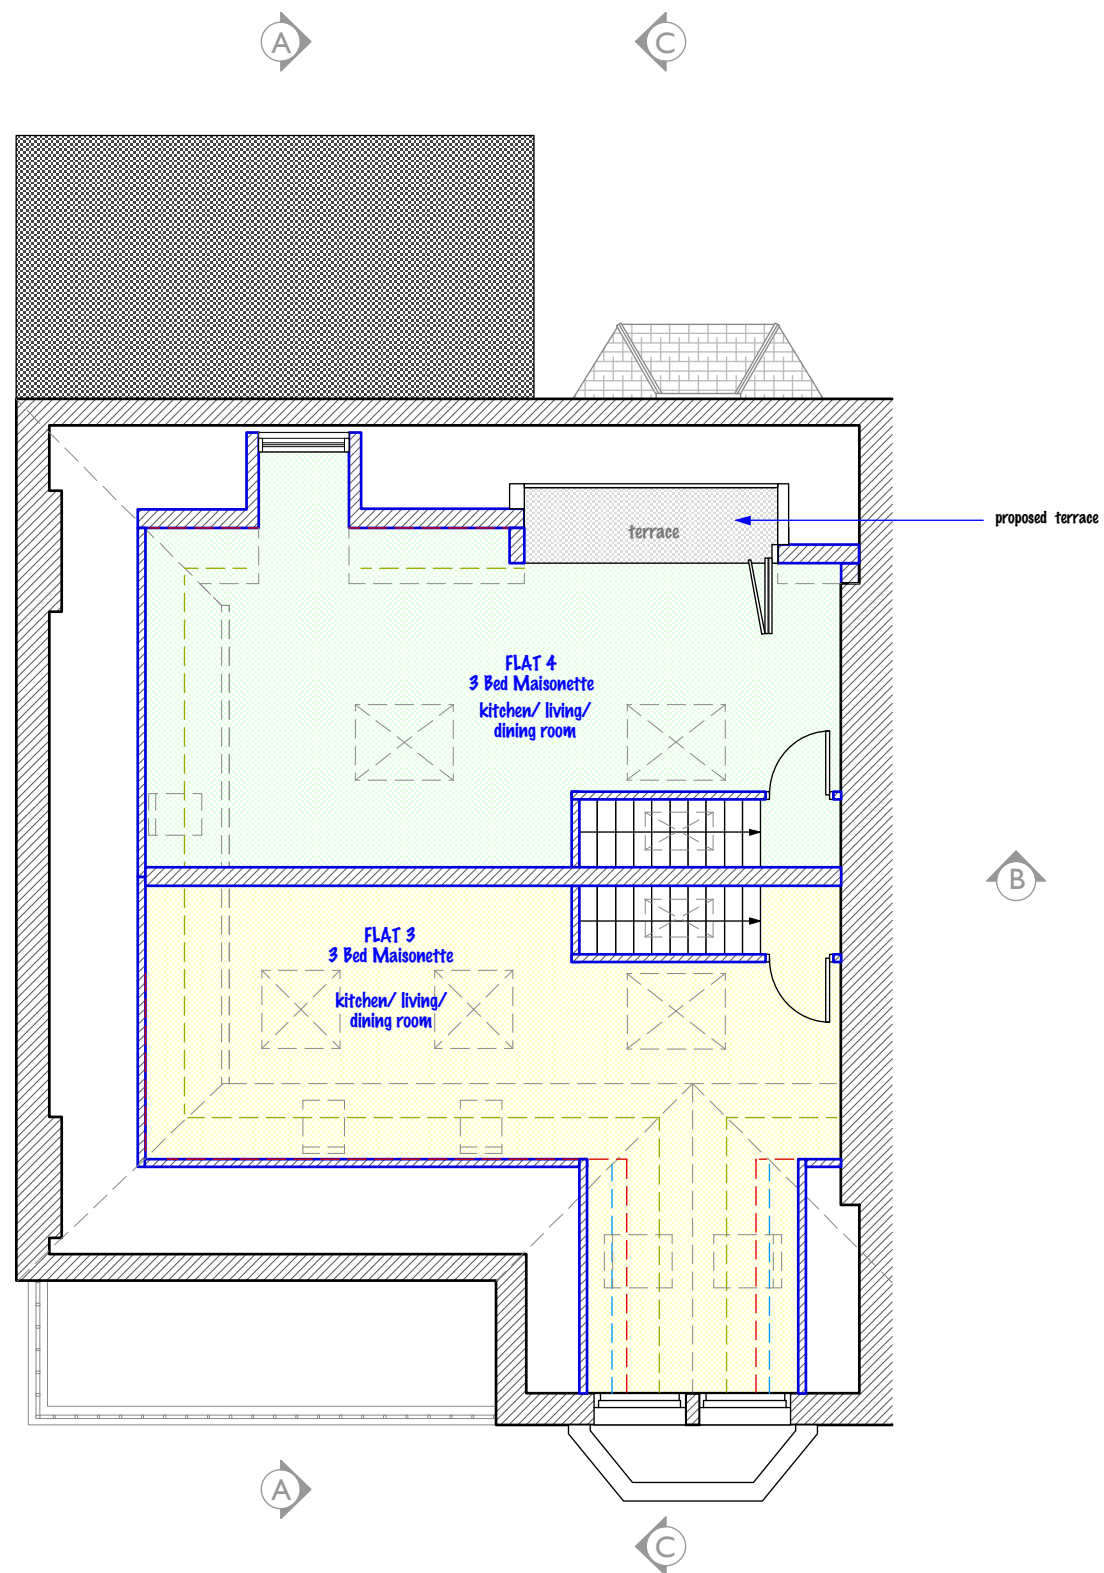 A
C
terrace
proposed terrace
FLAT 4
3 Bed Maisonette
kitchen/ living/
dining room
B
FLAT 3
3 Bed Maisonette
kitchen/ living/
dining room
A
C